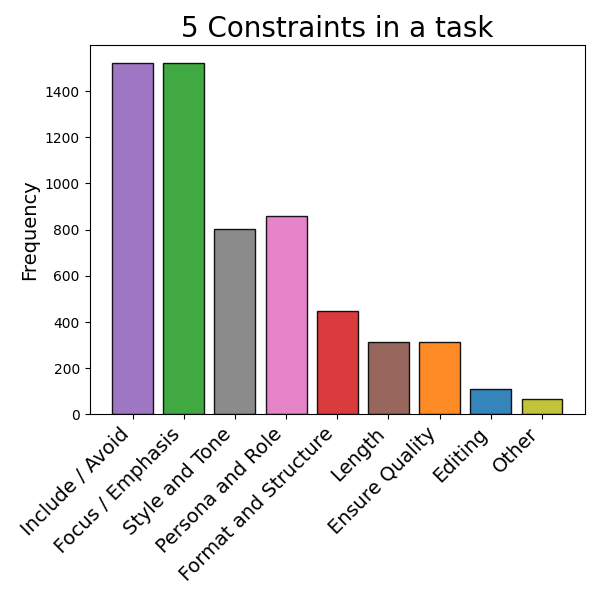 5 Constraints in a task
Frequency
1400
1200
1000
800
600
400
200
0
Include / Avoid
Focus / Emphasis
Style and Tone
Persona and Role
Format and Structure
Length
Ensure Quality
Editing
Other